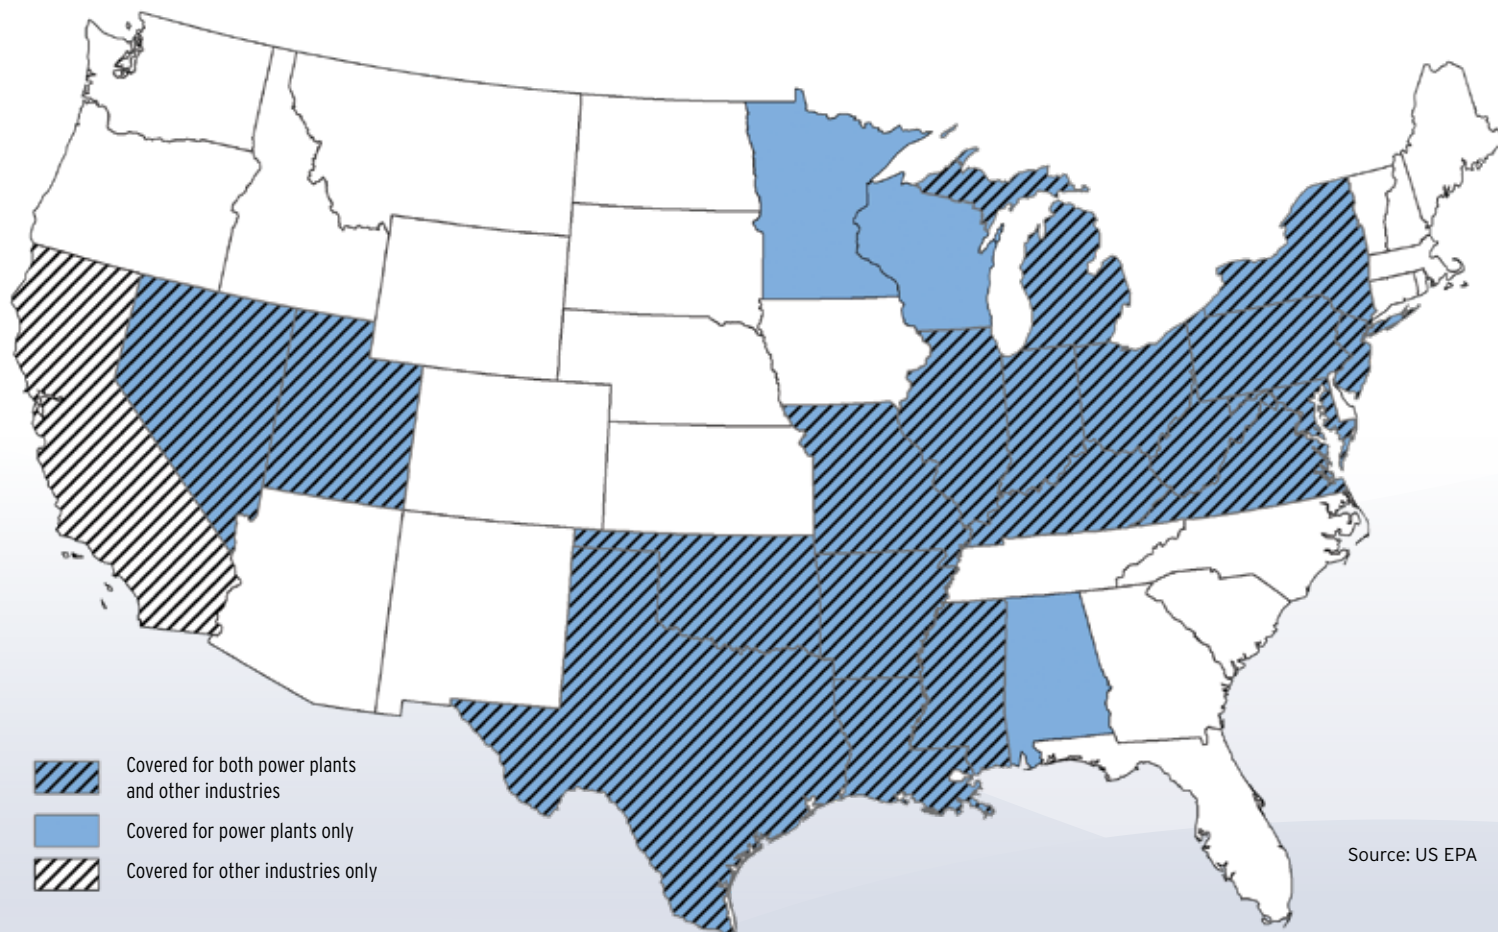 Covered for both power plants
and other industries
Covered for power plants only
Covered for other industries only
Source: US EPA